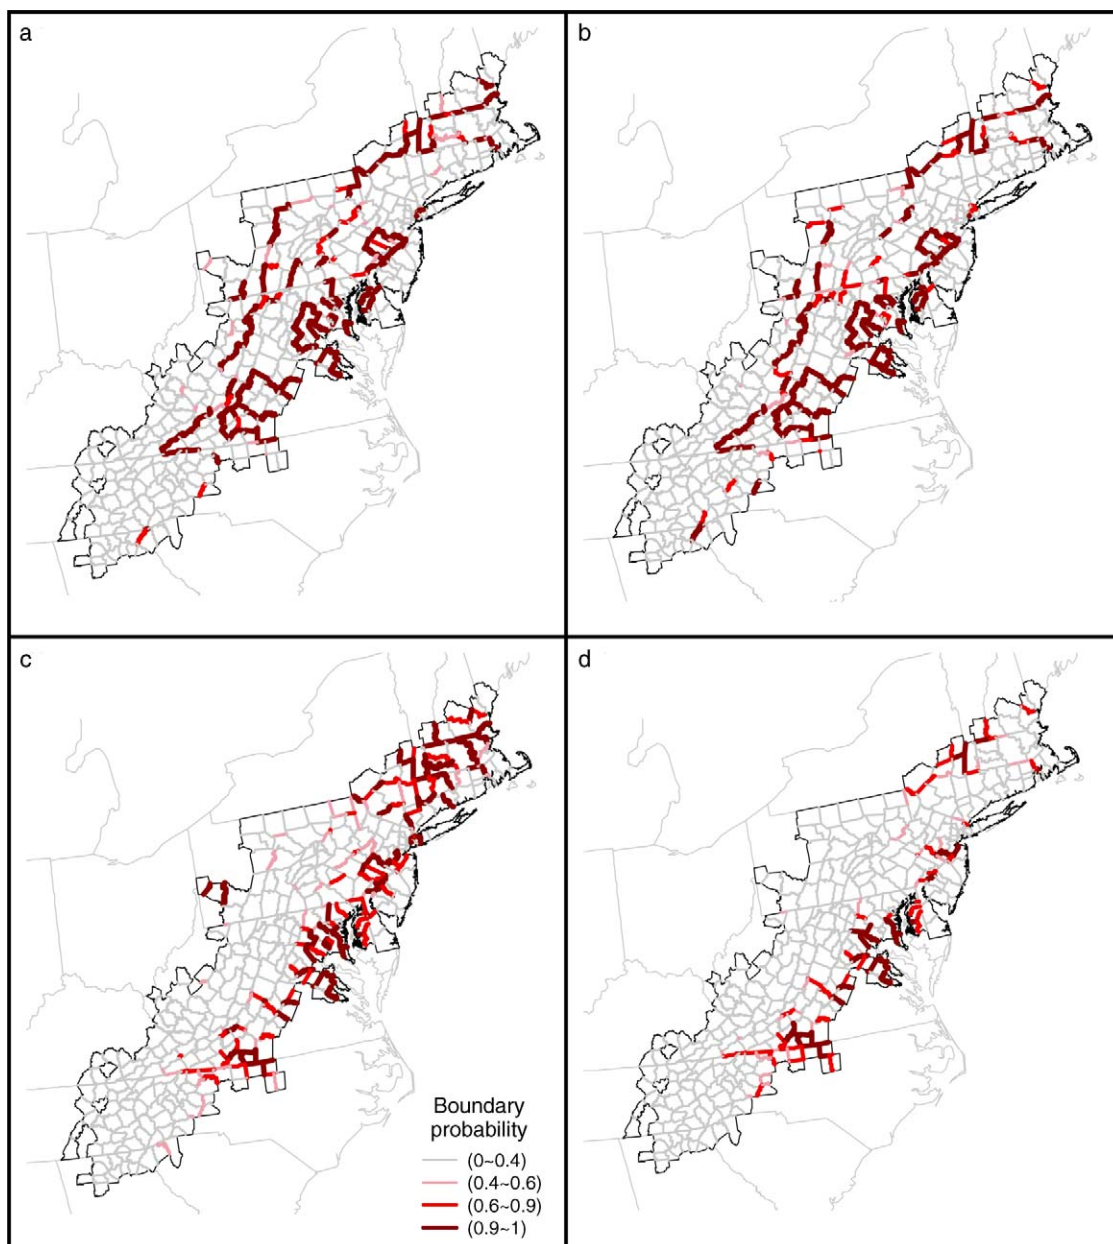 a
b
c
d
Boundary
probability
(0~0.4)
(0.4~0.6)
(0.6~0.9)
(0.9~1)